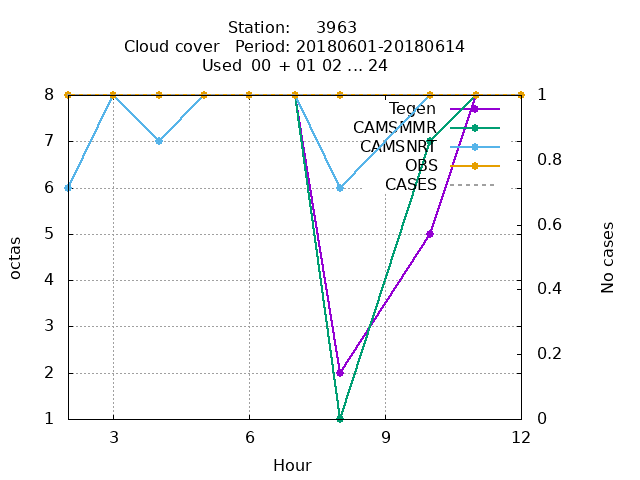 Station:     3963
Cloud cover   Period: 20180601-20180614
Used  00 + 01 02 ... 24
8
7
6
5
4
3
2
1
octas
Tegen
CAMSMMR
CAMSNRT
OBS
CASES
1
0.8
0.6
0.4
0.2
0
No cases
3 6 9 12
Hour